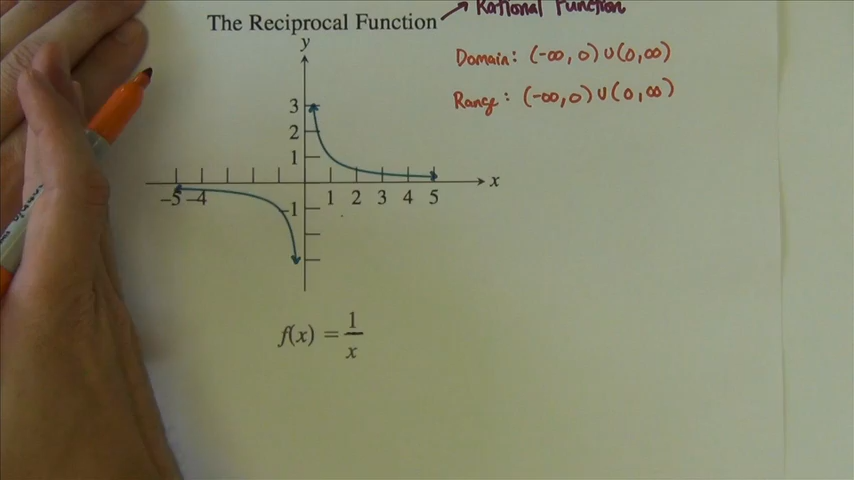 Rational Function
The Reciprocal Function
Domain: (-∞, 0) ∪ (0, ∞)
Range: (-∞, 0) ∪ (0, ∞)
y
3
2
1
–5 –4 1 2 3 4 5 x
–1
f(x) = 1/x